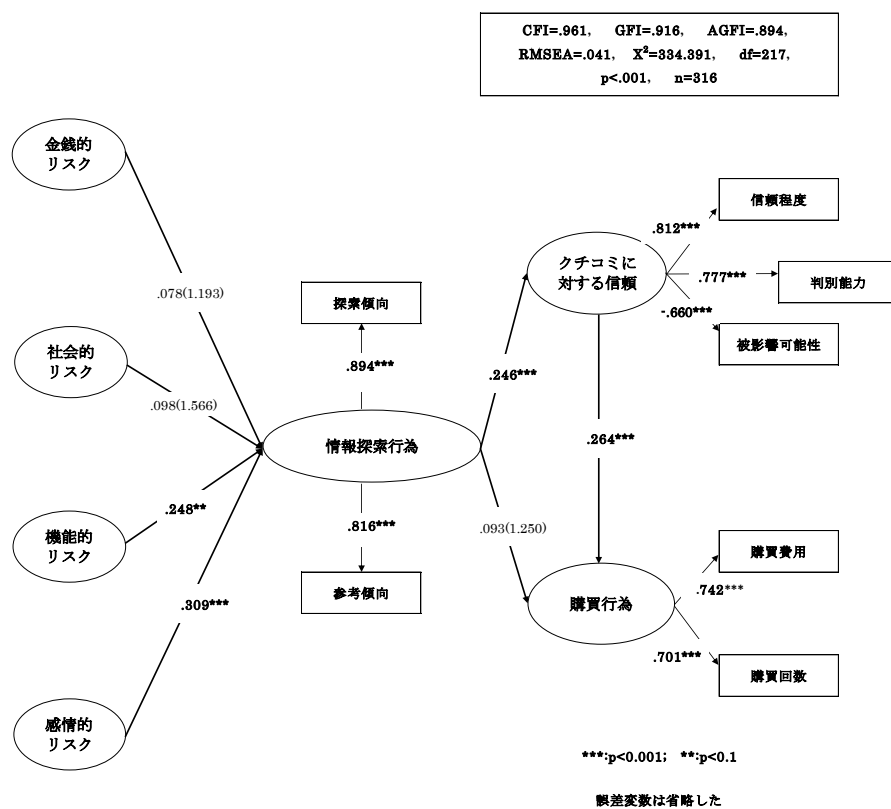 CFI=.961, GFI=.916, AGFI=.894,
RMSEA=.041, X²=334.391, df=217,
p<.001, n=316
金銭的
リスク
社会的
リスク
機能的
リスク
感情的
リスク
.078(1.193)
.098(1.566)
.248**
.309***
探索傾向
.894***
情報探索行為
.816***
参考傾向
.246***
.093(1.250)
クチコミに
対する信頼
.264***
購買行為
.812***
.777***
-.660***
信頼程度
判別能力
被影響可能性
.742***
.701***
購買費用
購買回数
***:p<0.001; **:p<0.1
誤差変数は省略した